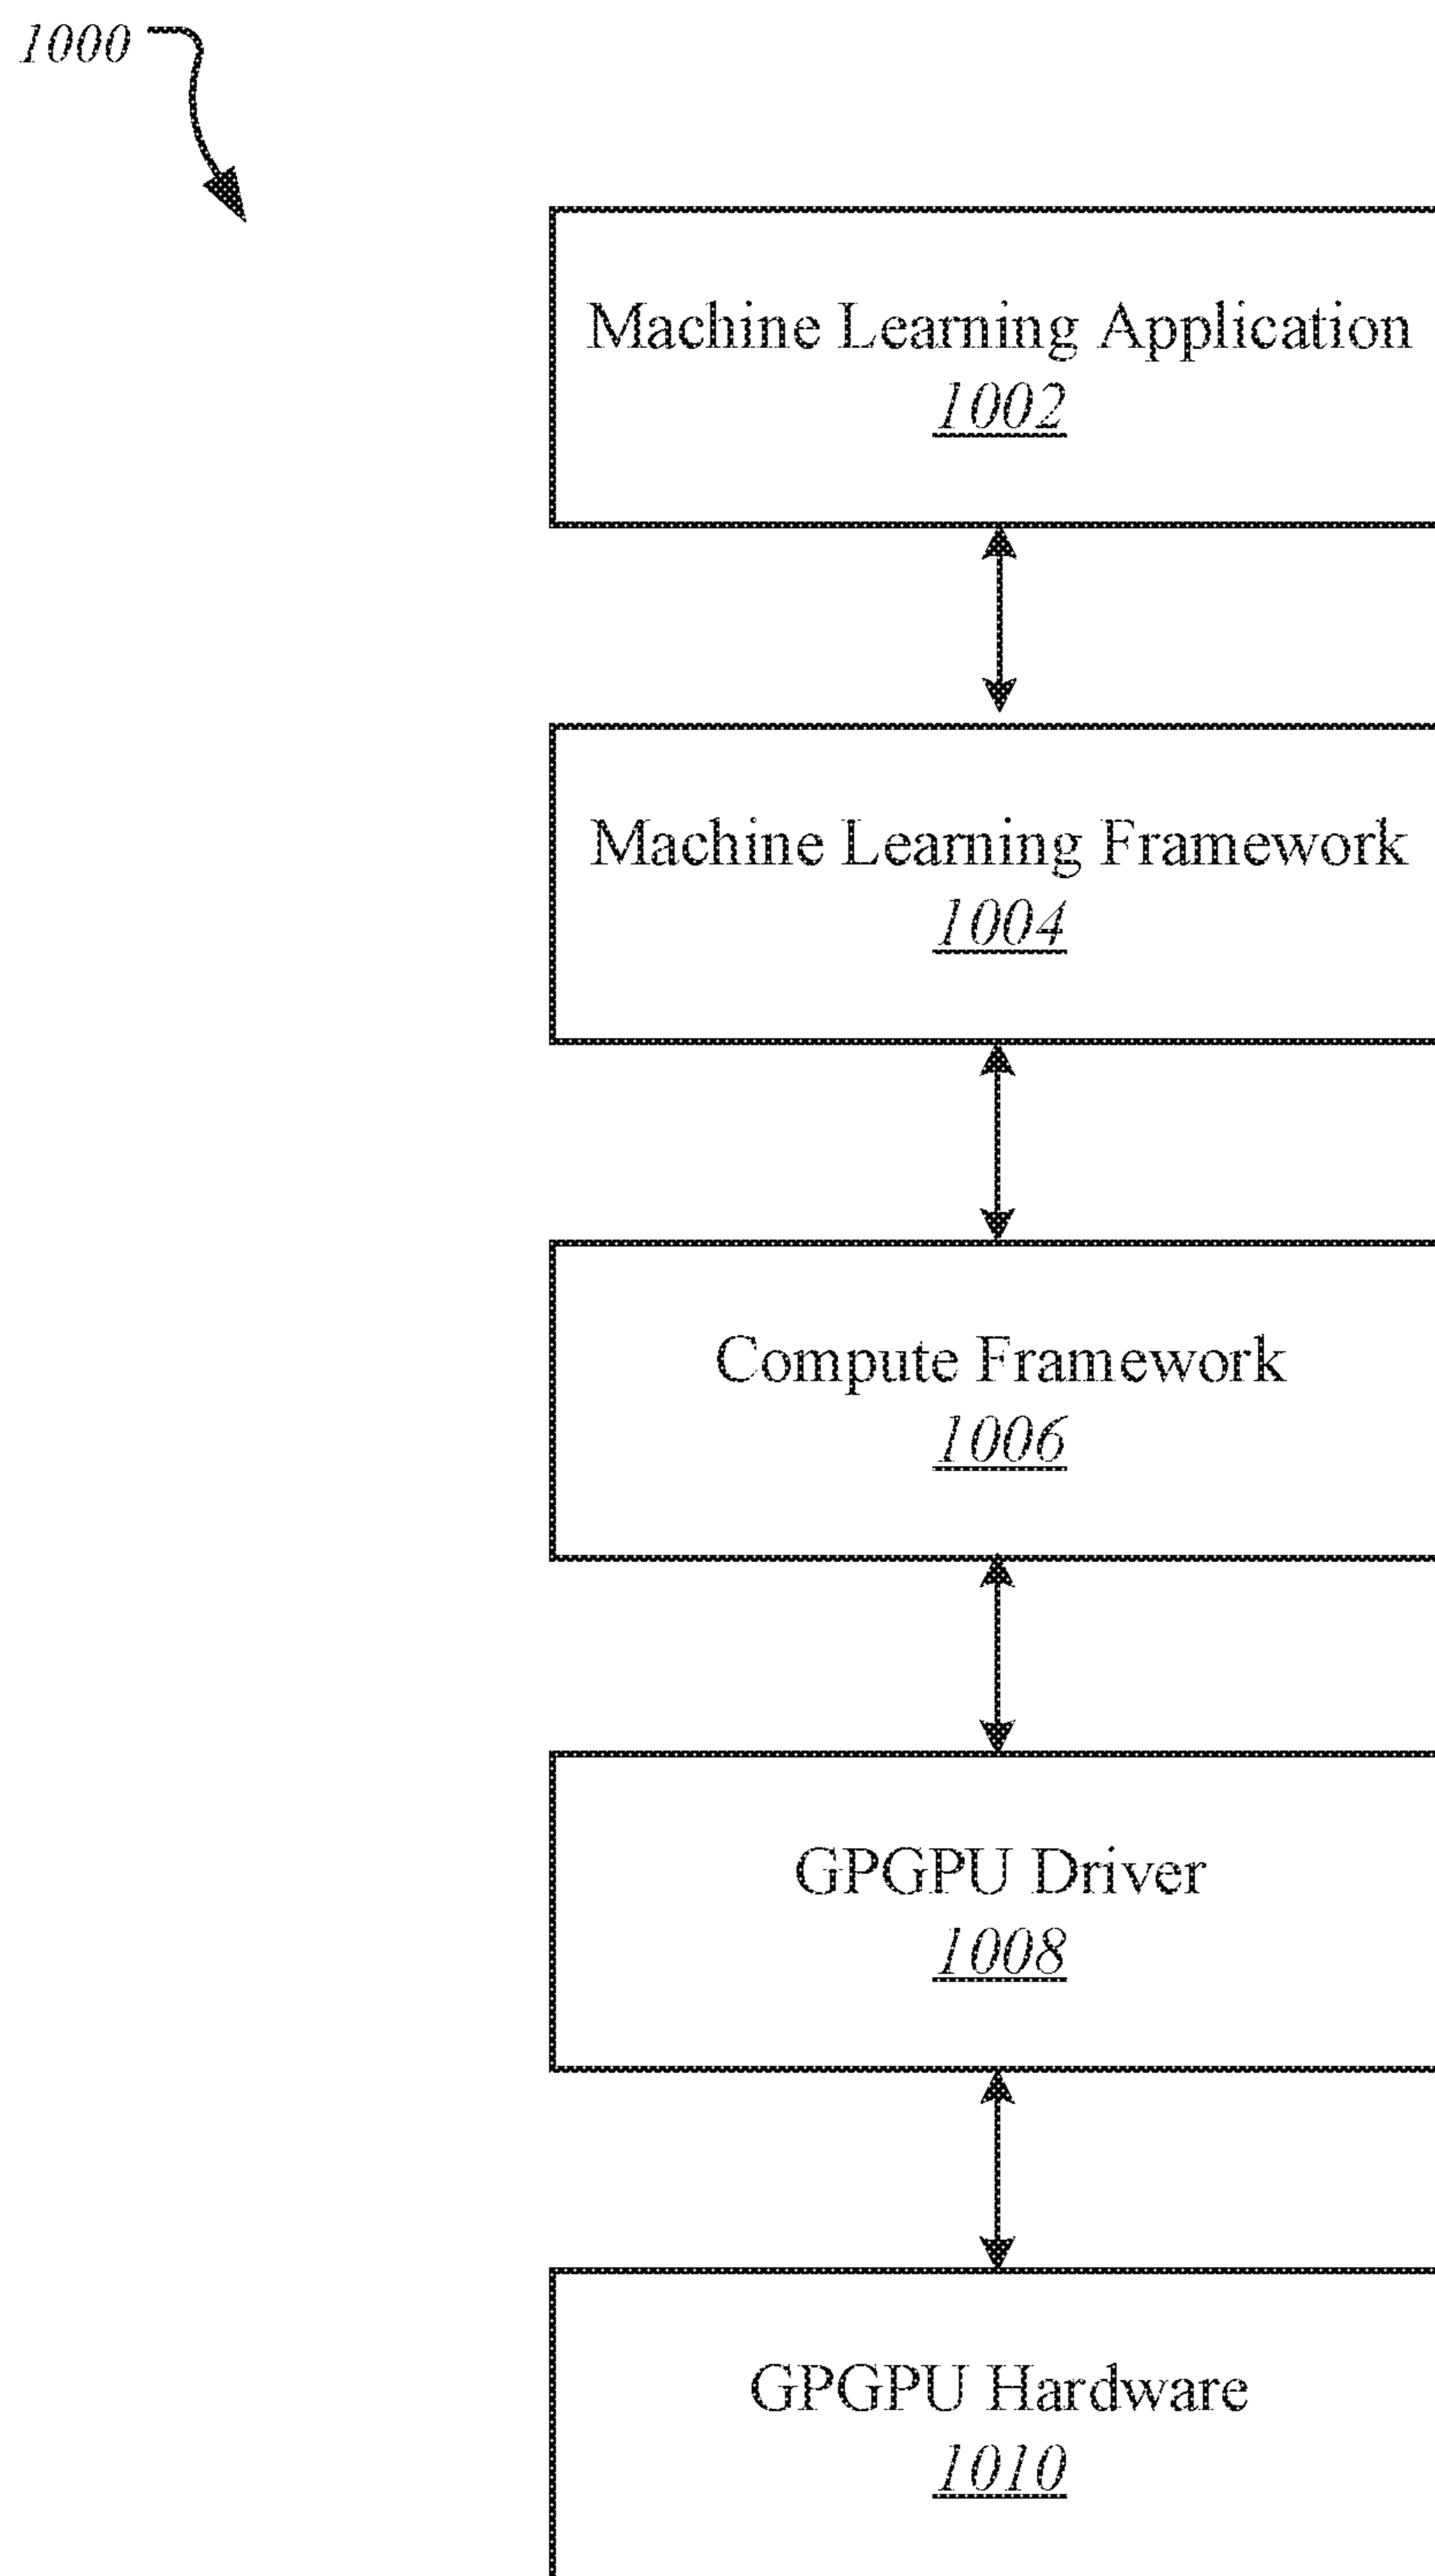 1000
Machine Learning Application
1002
Machine Learning Framework
1004
Compute Framework
1006
GPGPU Driver
1008
GPGPU Hardware
1010